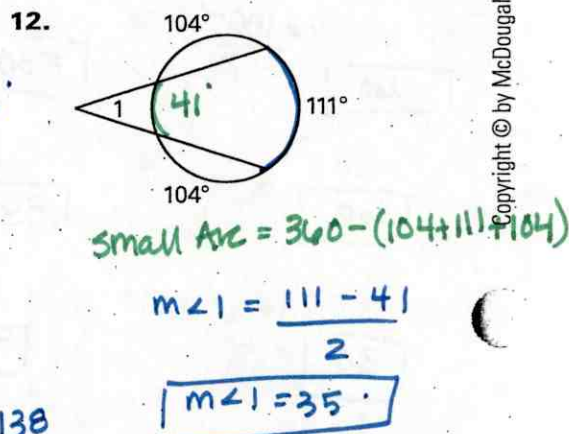 12.
104°
1
41°
111°
104°
Copyright © by McDougal
small Arc = 360-(104+111+104)
m<1 = 111 - 41
2
m<1 = 35°
138